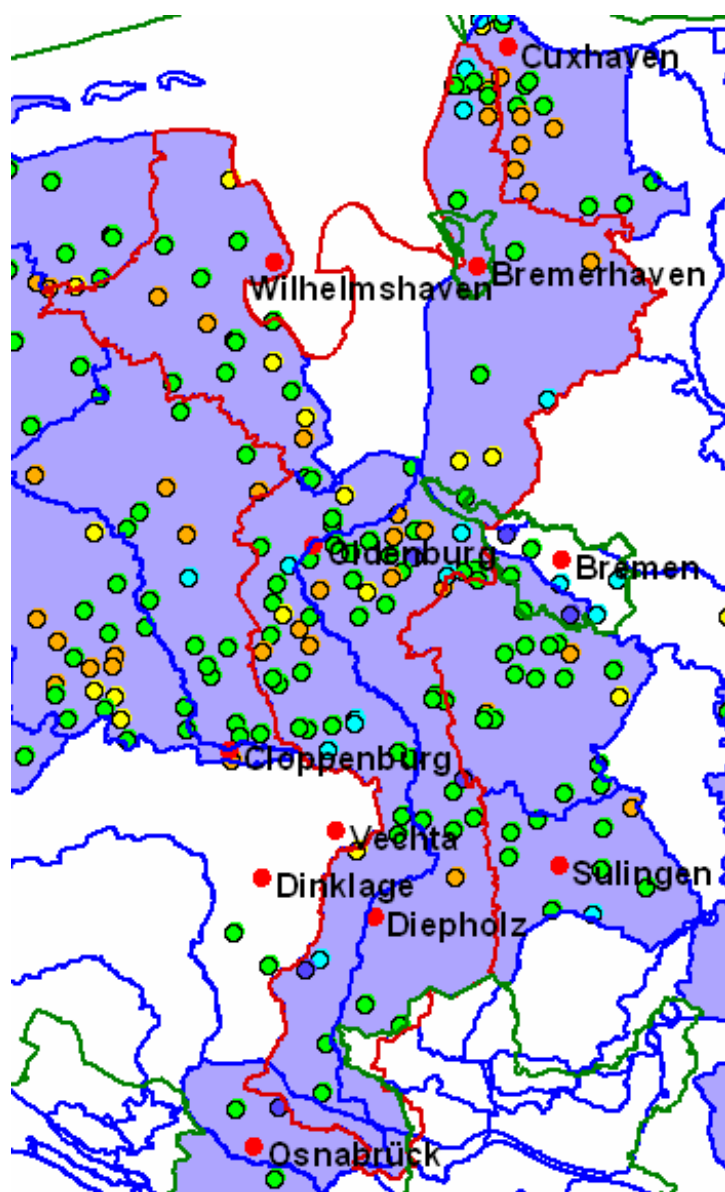 Cuxhaven
Wilhelmshaven
Bremerhaven
Oldenburg
Bremen
Cloppenburg
Vechta
Dinklage
Sulingen
Diepholz
Osnabrück